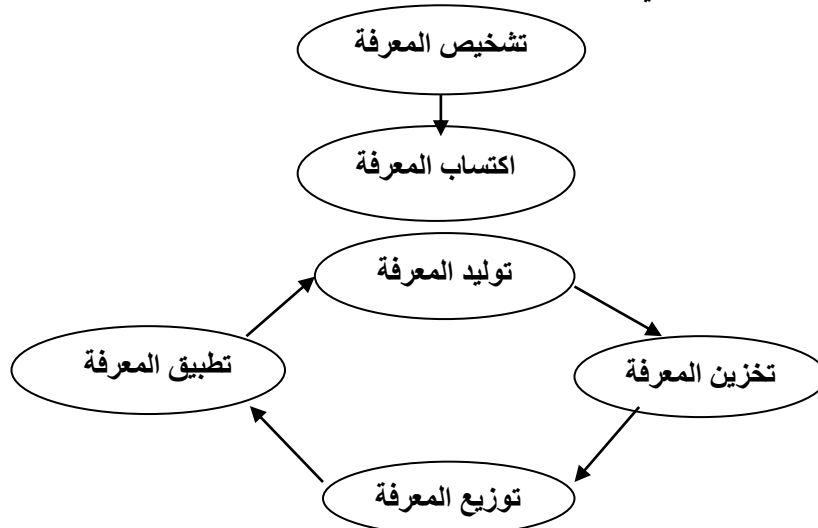 تشخيص المعرفة
اكتساب المعرفة
توليد المعرفة
تطبيق المعرفة
تخزين المعرفة
توزيع المعرفة